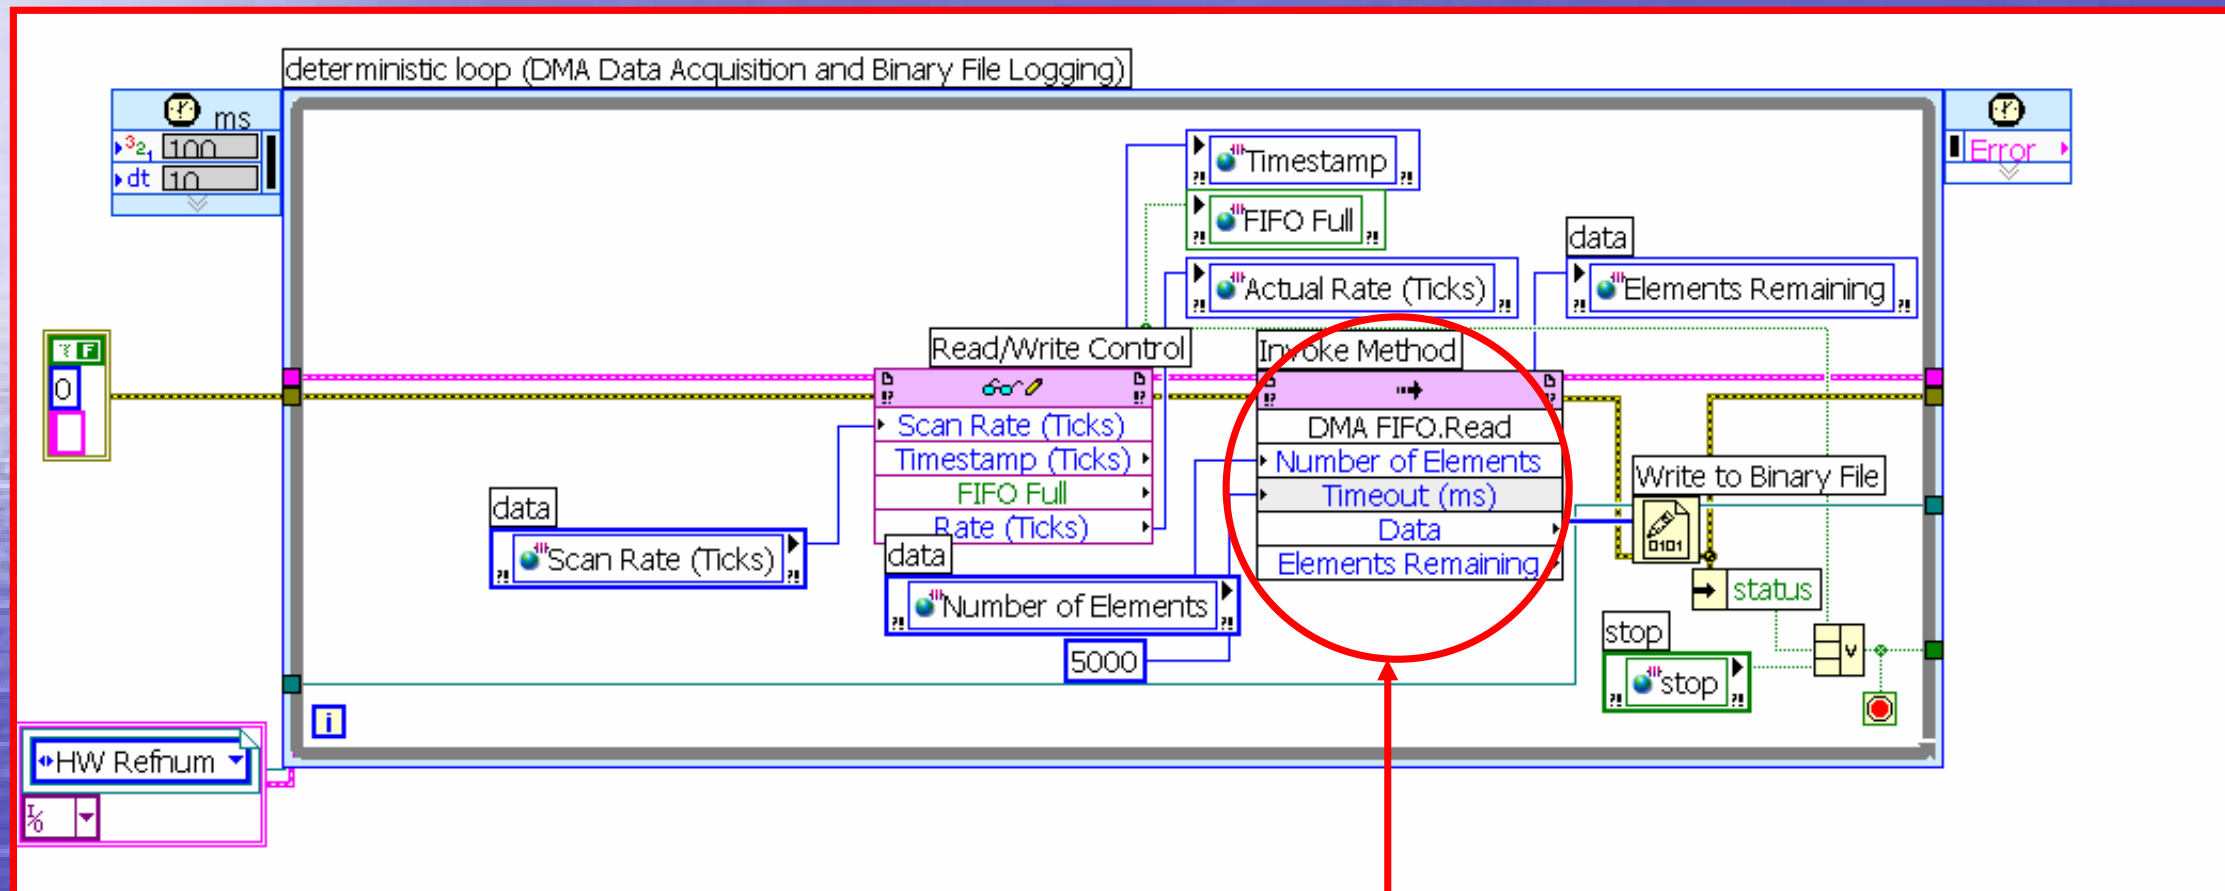 deterministic loop (DMA Data Acquisition and Binary File Logging)
ms
100
dt 10
Error
Timestamp
FIFO Full
Actual Rate (Ticks)
data
Elements Remaining
F
0
Read/Write Control
Scan Rate (Ticks)
Timestamp (Ticks)
FIFO Full
Rate (Ticks)
Invoke Method
DMA FIFO.Read
Number of Elements
Timeout (ms)
Data
Elements Remaining
data
Scan Rate (Ticks)
data
Number of Elements
5000
Write to Binary File
0101
status
stop
stop
v
i
HW Refnum
I/O